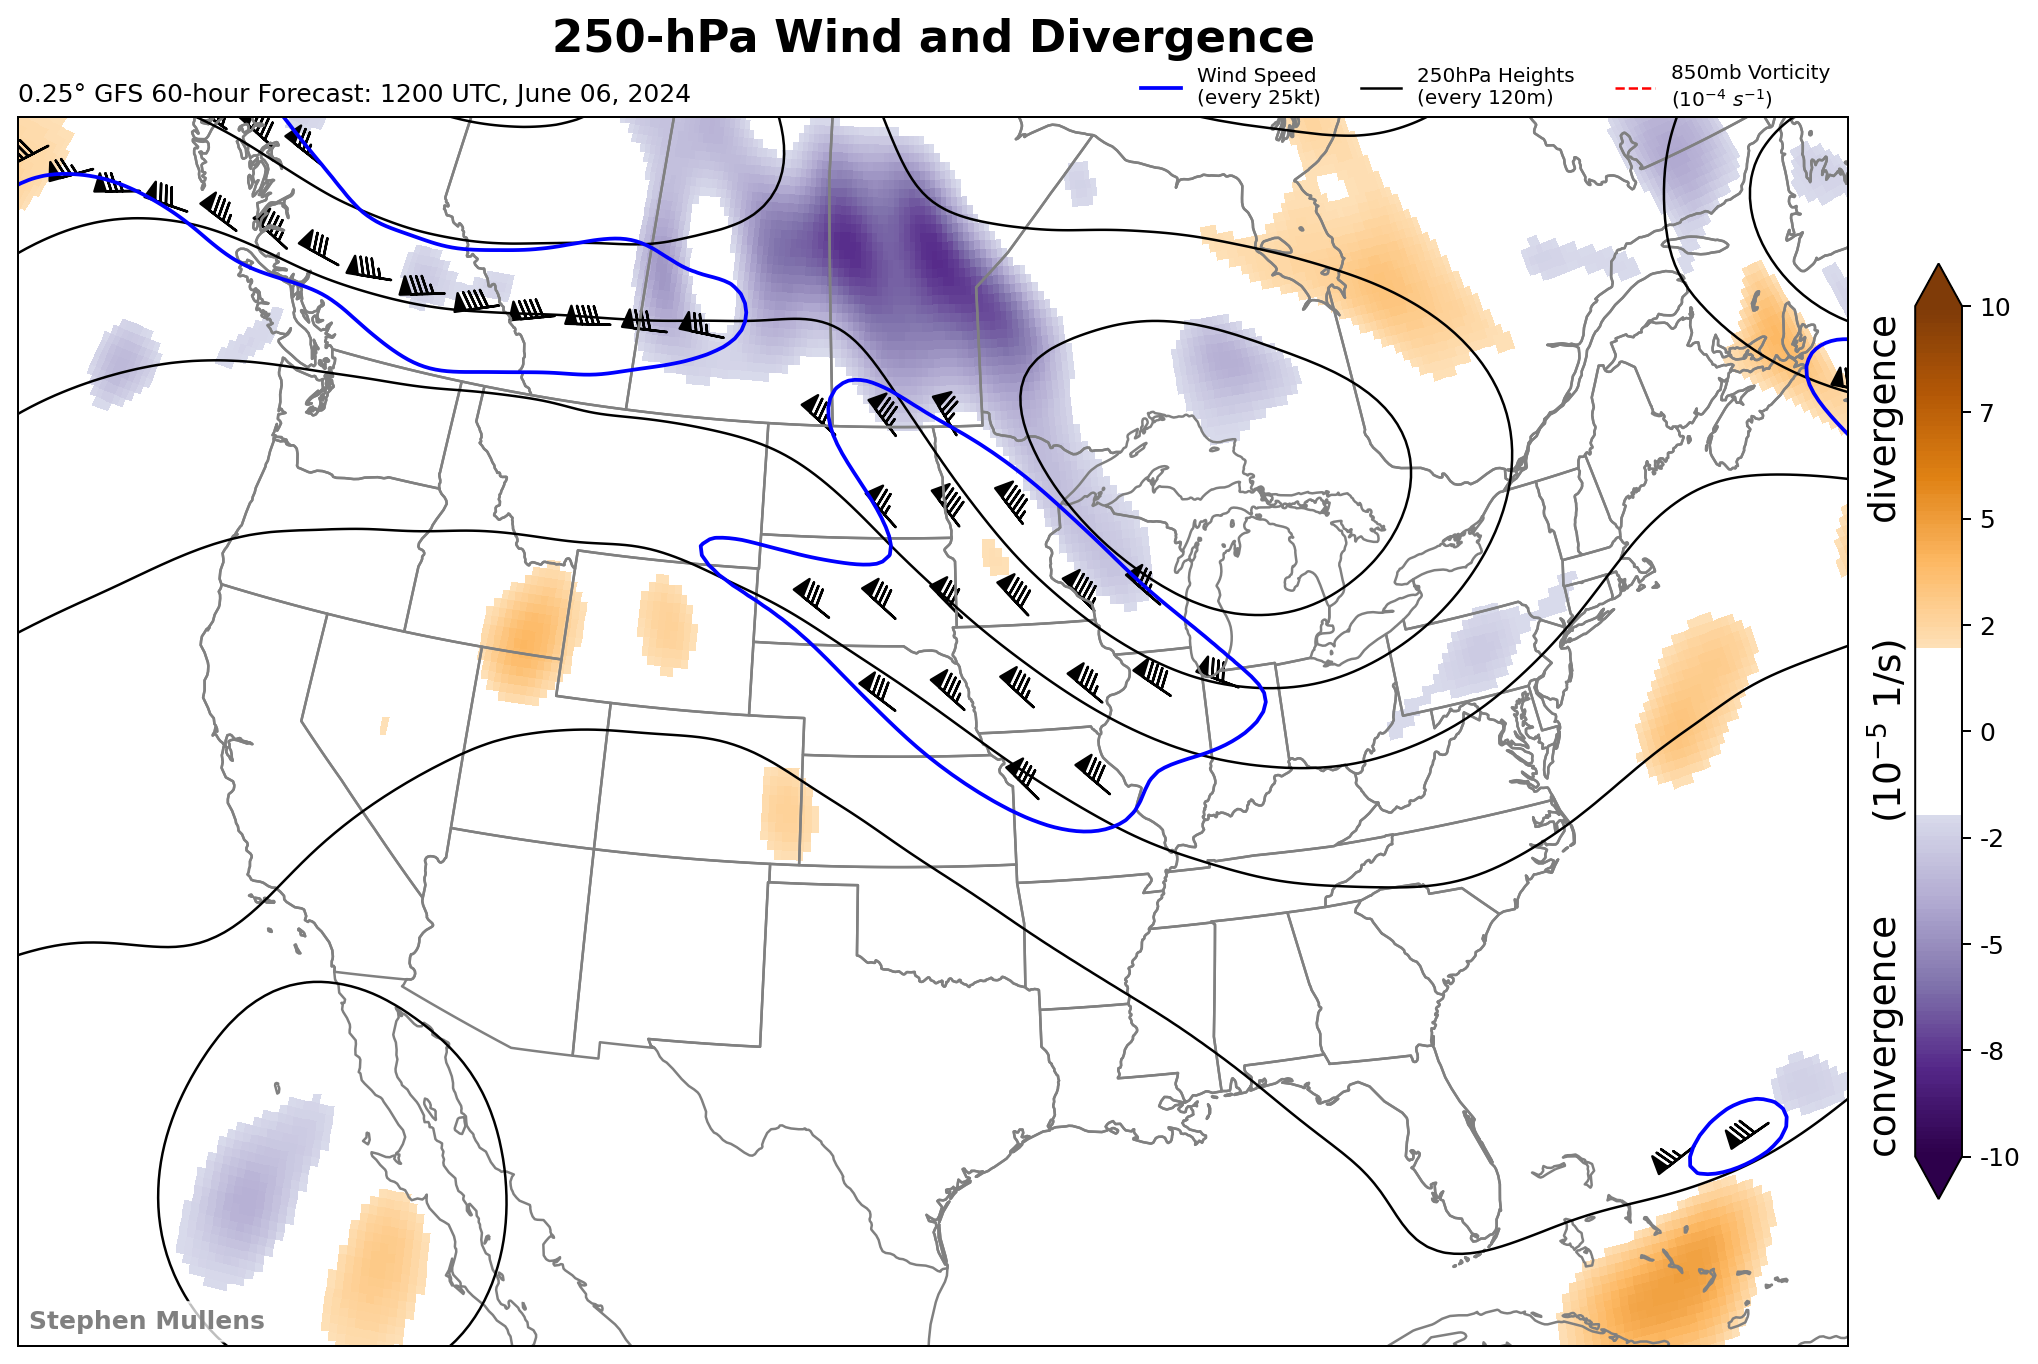 250-hPa Wind and Divergence
0.25° GFS 60-hour Forecast: 1200 UTC, June 06, 2024
Wind Speed
(every 25kt)
250hPa Heights
(every 120m)
850mb Vorticity
(10⁻⁴ s⁻¹)
10
7
5
2
0
-2
-5
-8
-10
convergence (10⁻⁵ 1/s) divergence
Stephen Mullens